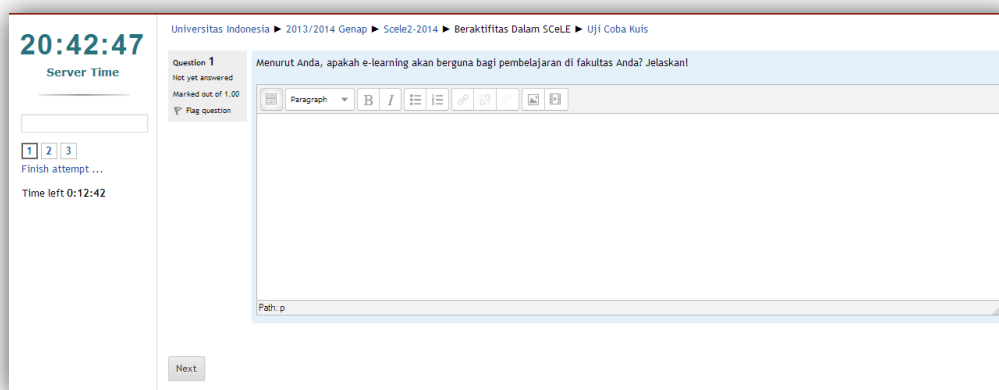 Universitas Indonesia ► 2013/2014 Genap ► Scele2-2014 ► Beraktifitas Dalam SCeLE ► Uji Coba Kuis
20:42:47
Server Time
1 2 3
Finish attempt ...
Time left 0:12:42
Question 1
Not yet answered
Marked out of 1.00
Flag question
Menurut Anda, apakah e-learning akan berguna bagi pembelajaran di fakultas Anda? Jelaskan!
Paragraph B I
Path: p
Next